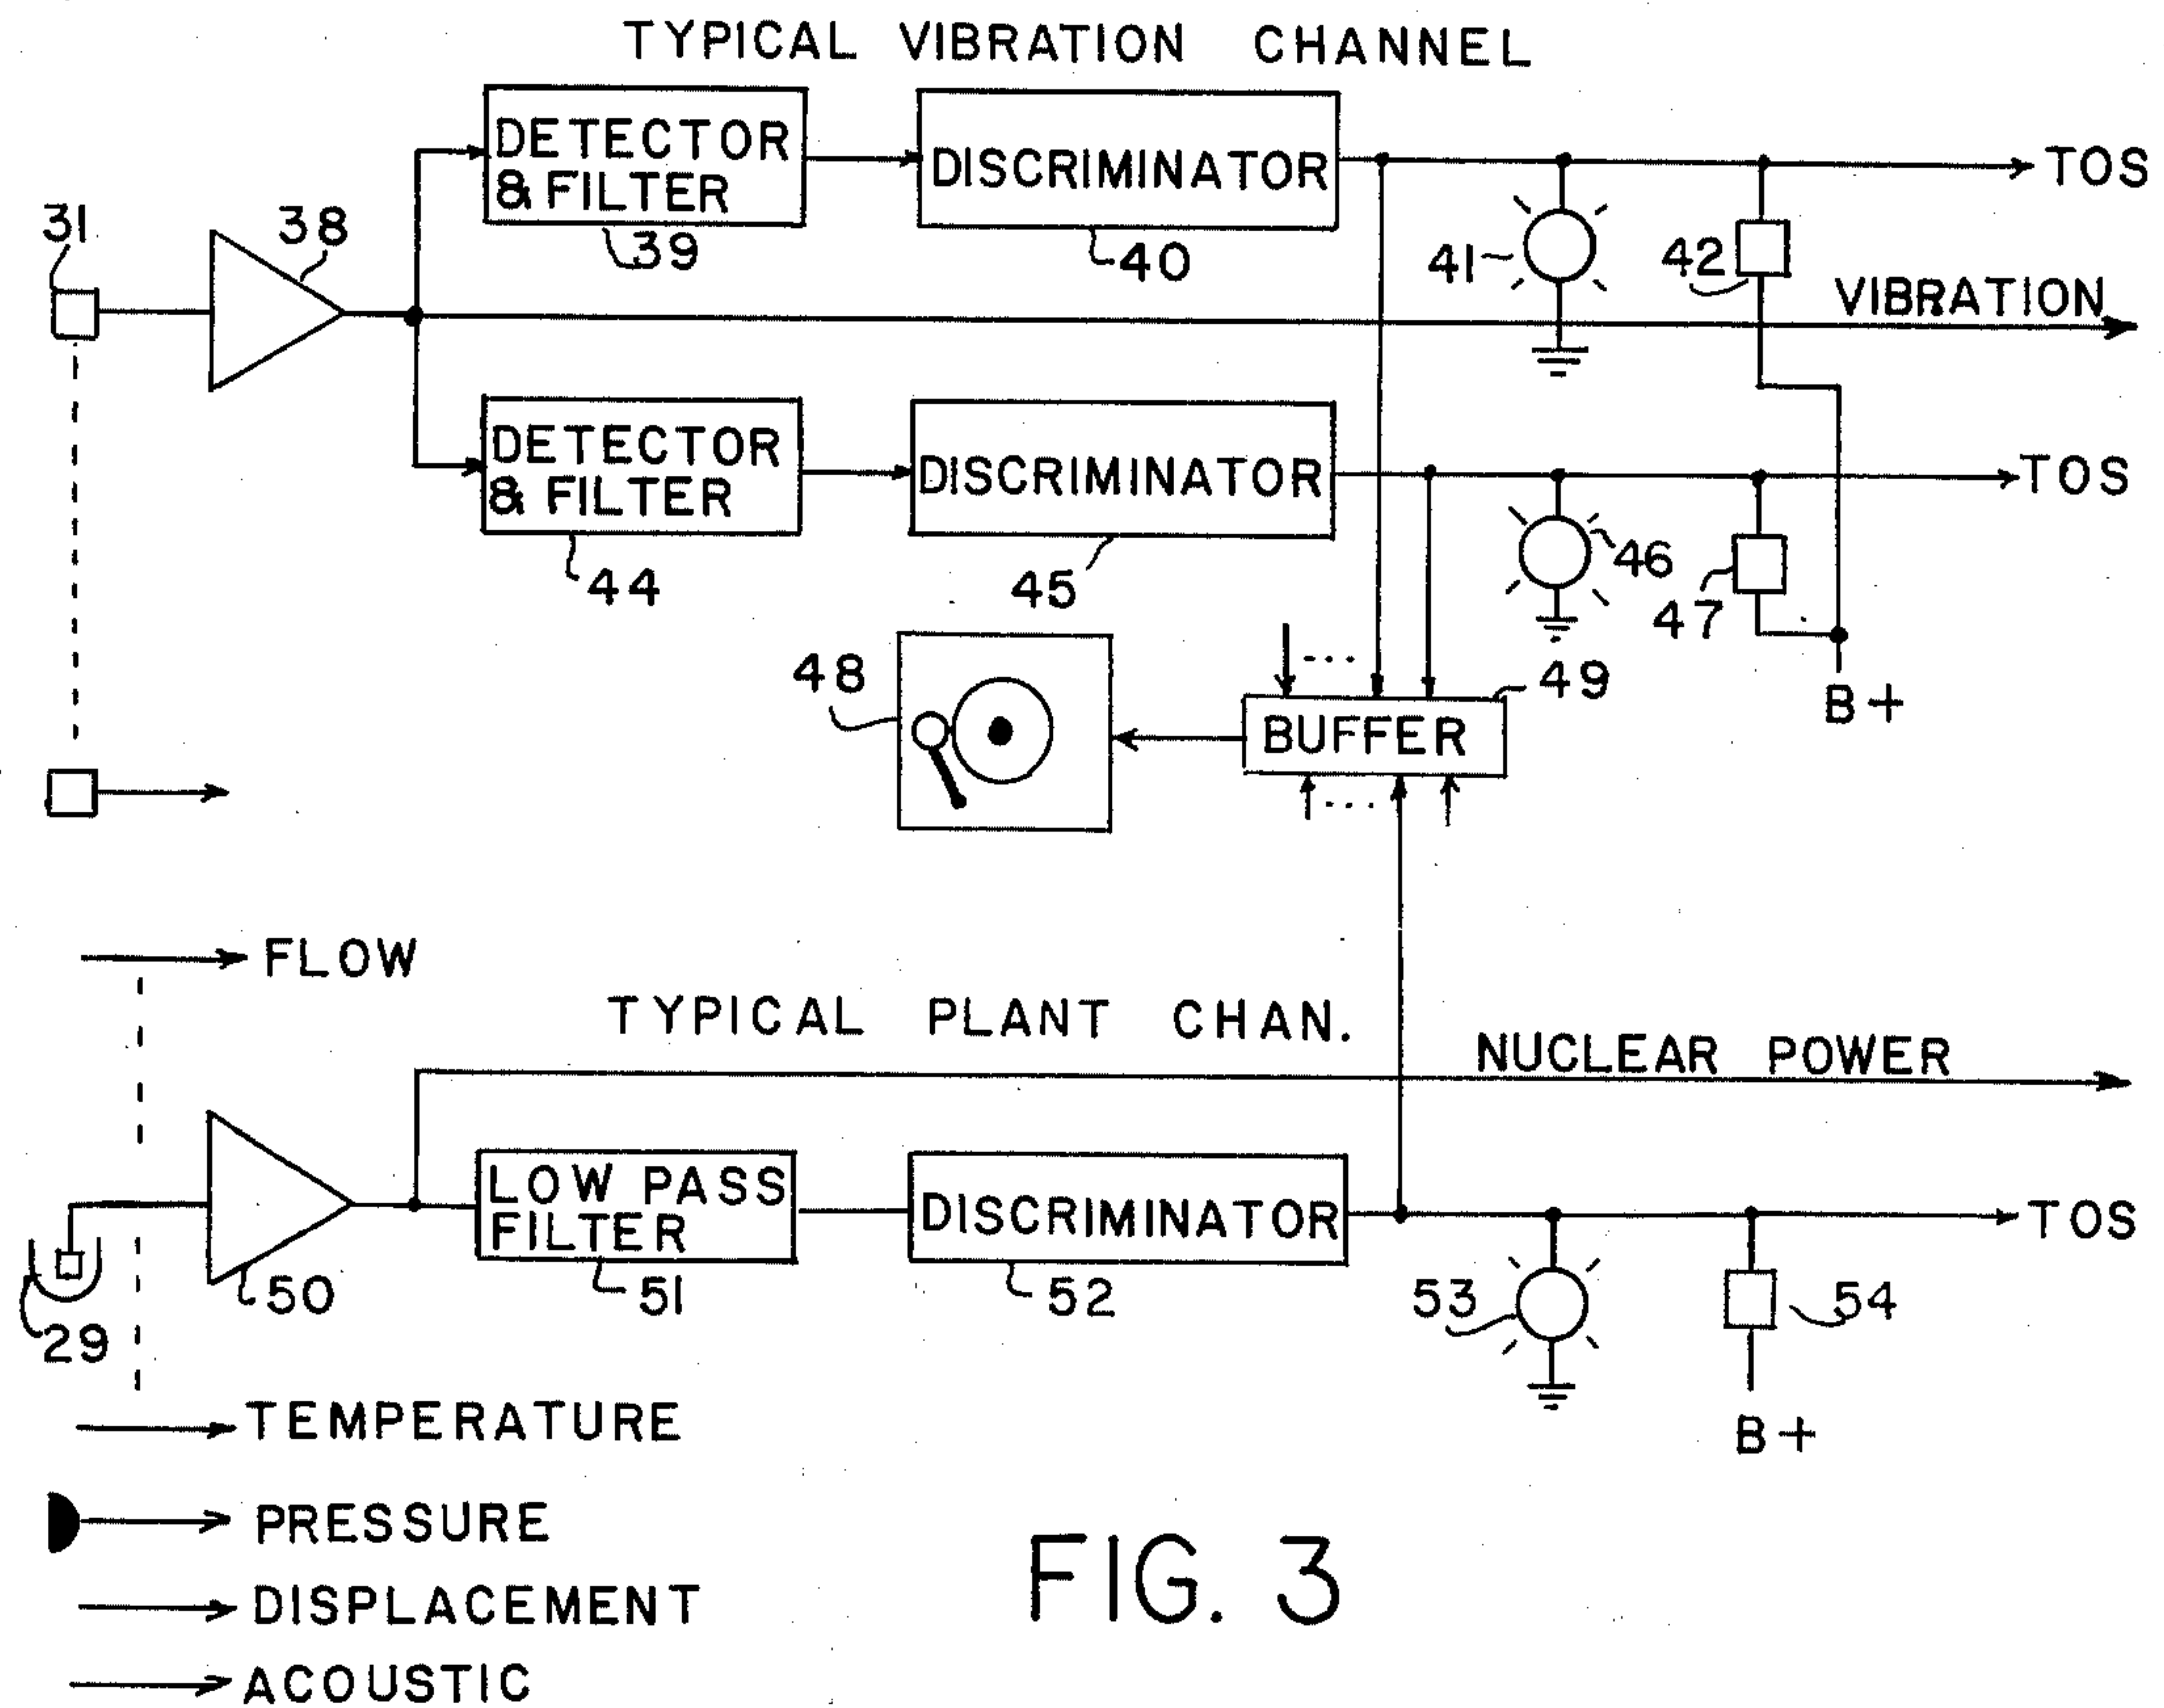 TYPICAL VIBRATION CHANNEL
DETECTOR
& FILTER
DISCRIMINATOR
TOS
31
38
39
40
41
42
VIBRATION
DETECTOR
& FILTER
DISCRIMINATOR
TOS
44
45
46
47
48
49
BUFFER
B+
FLOW
TYPICAL PLANT CHAN.
NUCLEAR POWER
LOW PASS
FILTER
DISCRIMINATOR
TOS
29
50
51
52
53
54
TEMPERATURE
B+
PRESSURE
DISPLACEMENT
ACOUSTIC
FIG. 3